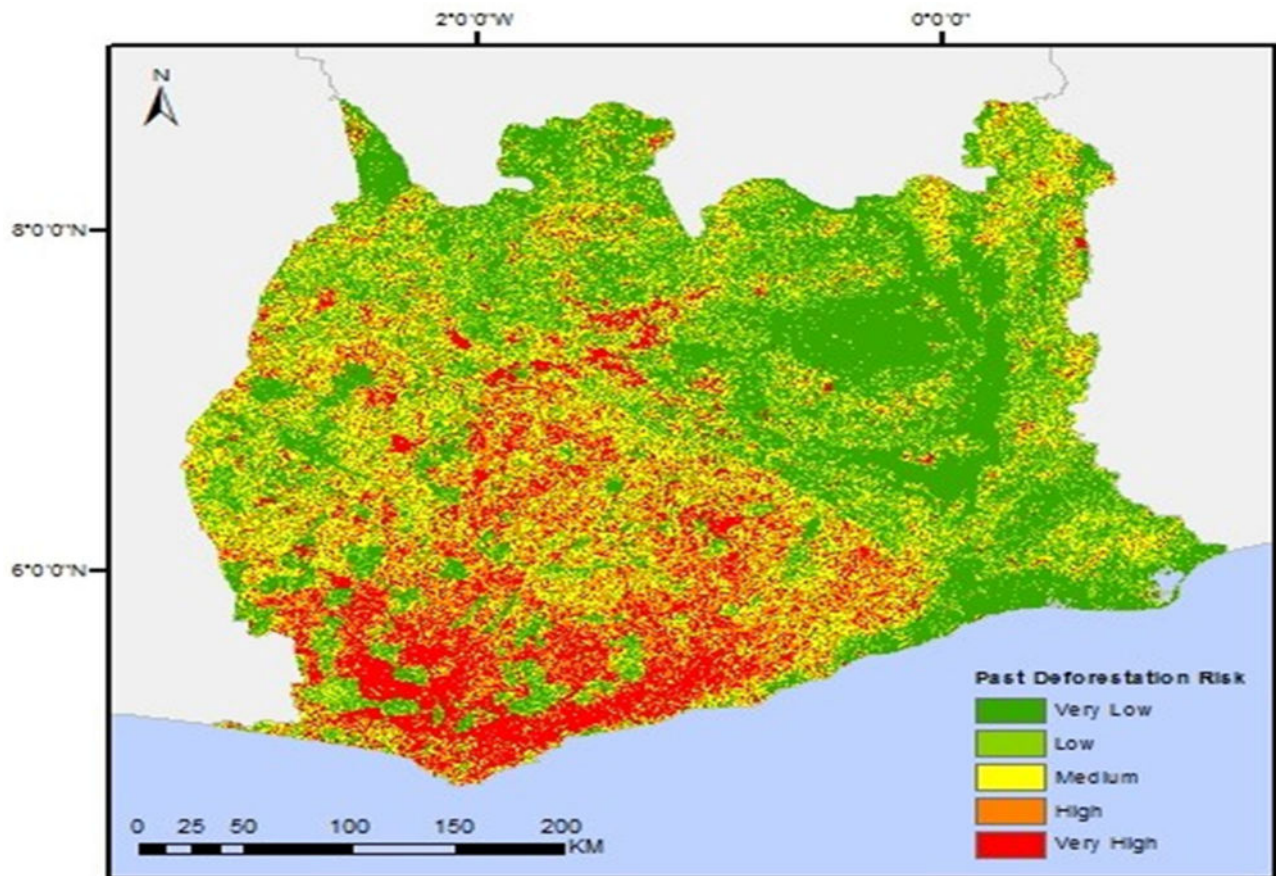 2°0'0"W 0°0'0"
N
8°0'0"N
6°0'0"N
Past Deforestation Risk
Very Low
Low
Medium
High
Very High
0 25 50 100 150 200
KM